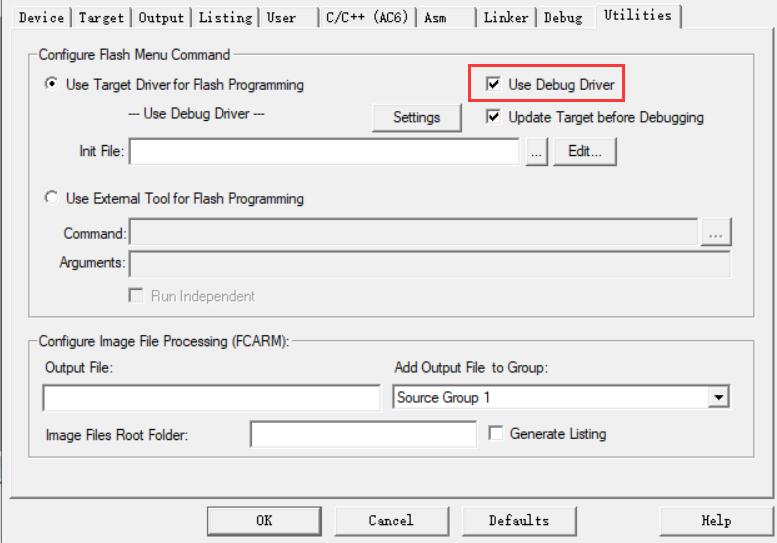 Device Target Output Listing User C/C++ (AC6) Asm Linker Debug Utilities
Configure Flash Menu Command
Use Target Driver for Flash Programming Use Debug Driver
--- Use Debug Driver --- Settings Update Target before Debugging
Init File: ... Edit...
Use External Tool for Flash Programming
Command: ...
Arguments:
Run Independent
Configure Image File Processing (FCARM):
Output File: Add Output File to Group:
Source Group 1
Image Files Root Folder: Generate Listing
OK Cancel Defaults Help